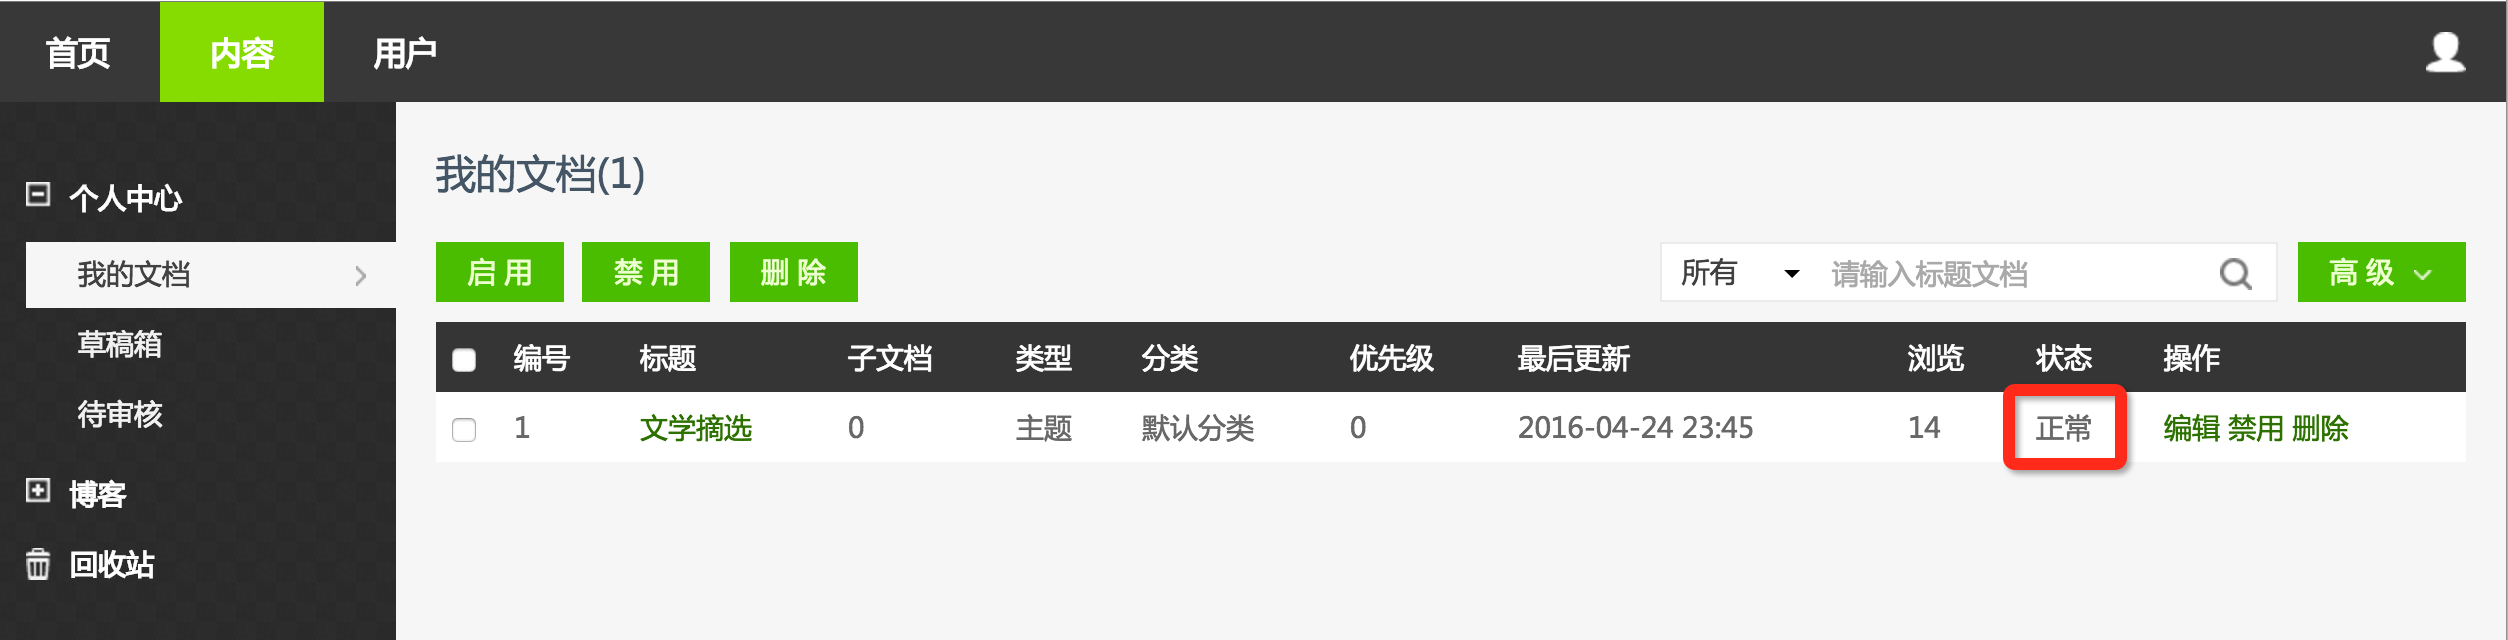 首页 内容 用户
个人中心
我的文档
草稿箱
待审核
博客
回收站
我的文档(1)
启用 禁用 删除 所有 请输入标题文档 高级
编号 标题 子文档 类型 分类 优先级 最后更新 浏览 状态 操作
1 文学摘选 0 主题 默认分类 0 2016-04-24 23:45 14 正常 编辑 禁用 删除